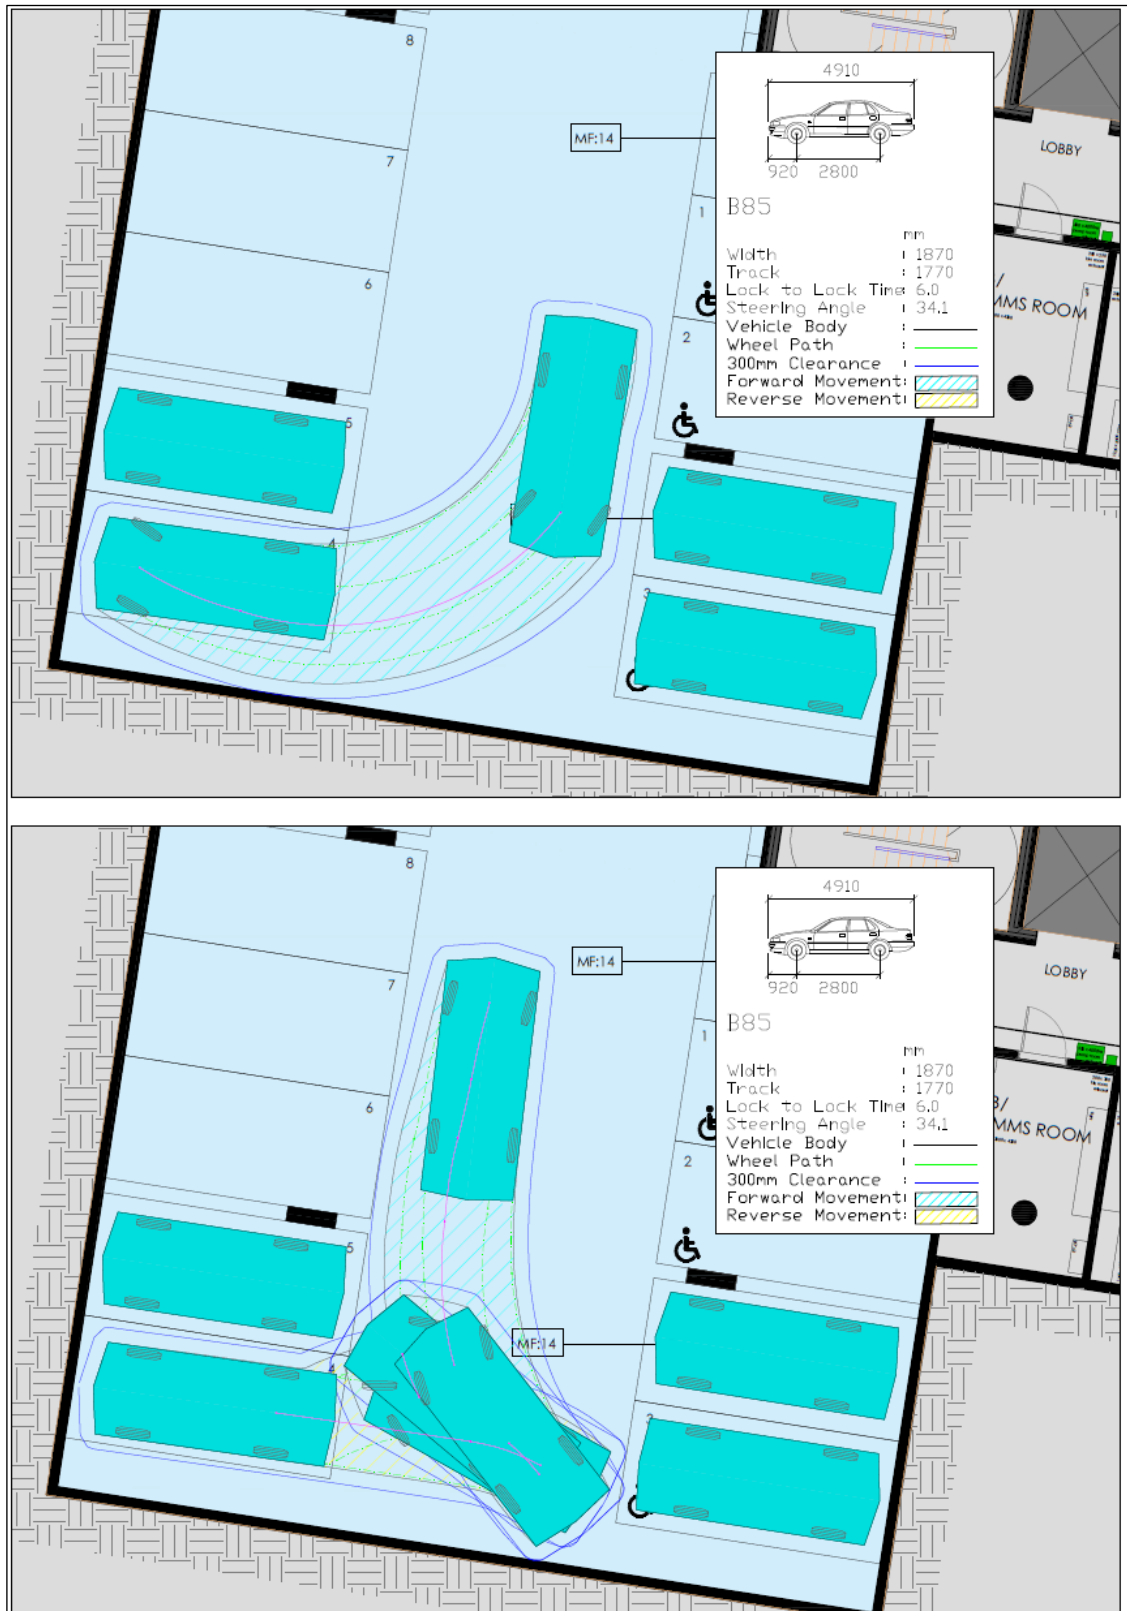 8
4910
MF:14
LOBBY
7
920 2800
B85
1
mm
Width : 1870
Track : 1770
Lock to Lock Time : 6.0
Steering Angle : 34.1
Vehicle Body :
Wheel Path :
300mm Clearance :
Forward Movement :
Reverse Movement :
/
MMS ROOM
6
2
5
4
3
8
4910
MF:14
LOBBY
7
920 2800
B85
1
mm
Width : 1870
Track : 1770
Lock to Lock Time : 6.0
Steering Angle : 34.1
Vehicle Body :
Wheel Path :
300mm Clearance :
Forward Movement :
Reverse Movement :
3/
MMS ROOM
6
2
5
MF:14
4
3